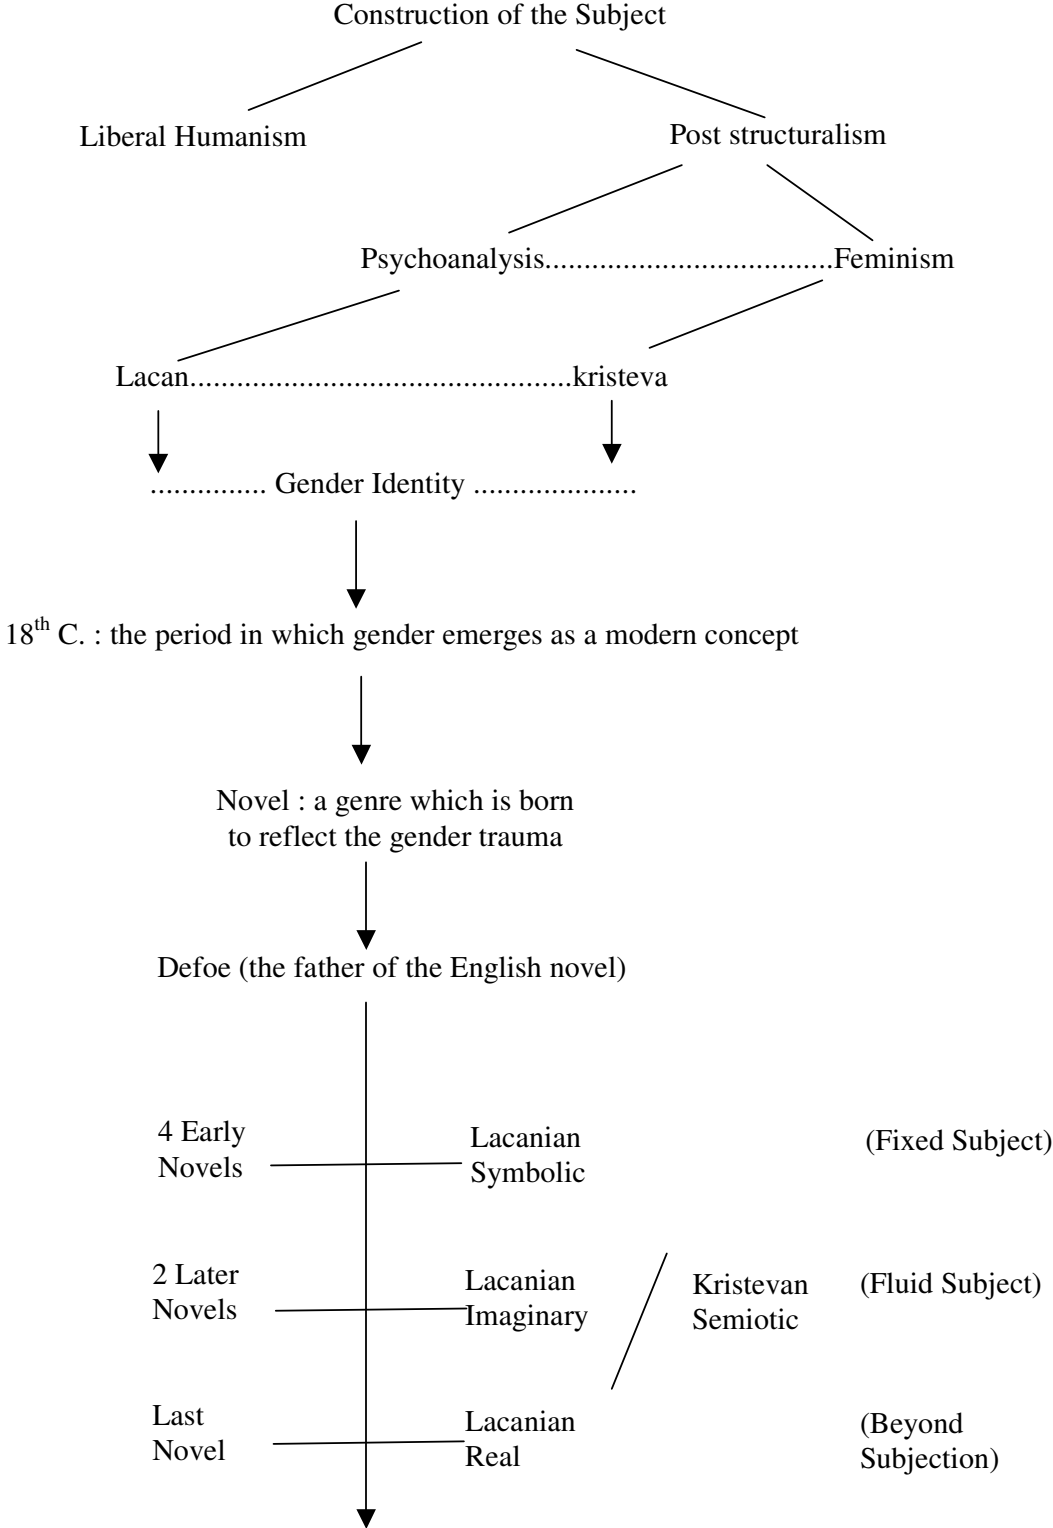 Construction of the Subject
Liberal Humanism
Post structuralism
Psychoanalysis.....................................Feminism
Lacan.................................................kristeva
............... Gender Identity .....................
18th C. : the period in which gender emerges as a modern concept
Novel : a genre which is born
to reflect the gender trauma
Defoe (the father of the English novel)
4 Early
Novels
Lacanian
Symbolic
(Fixed Subject)
2 Later
Novels
Lacanian
Imaginary
Kristevan
Semiotic
(Fluid Subject)
Last
Novel
Lacanian
Real
(Beyond
Subjection)